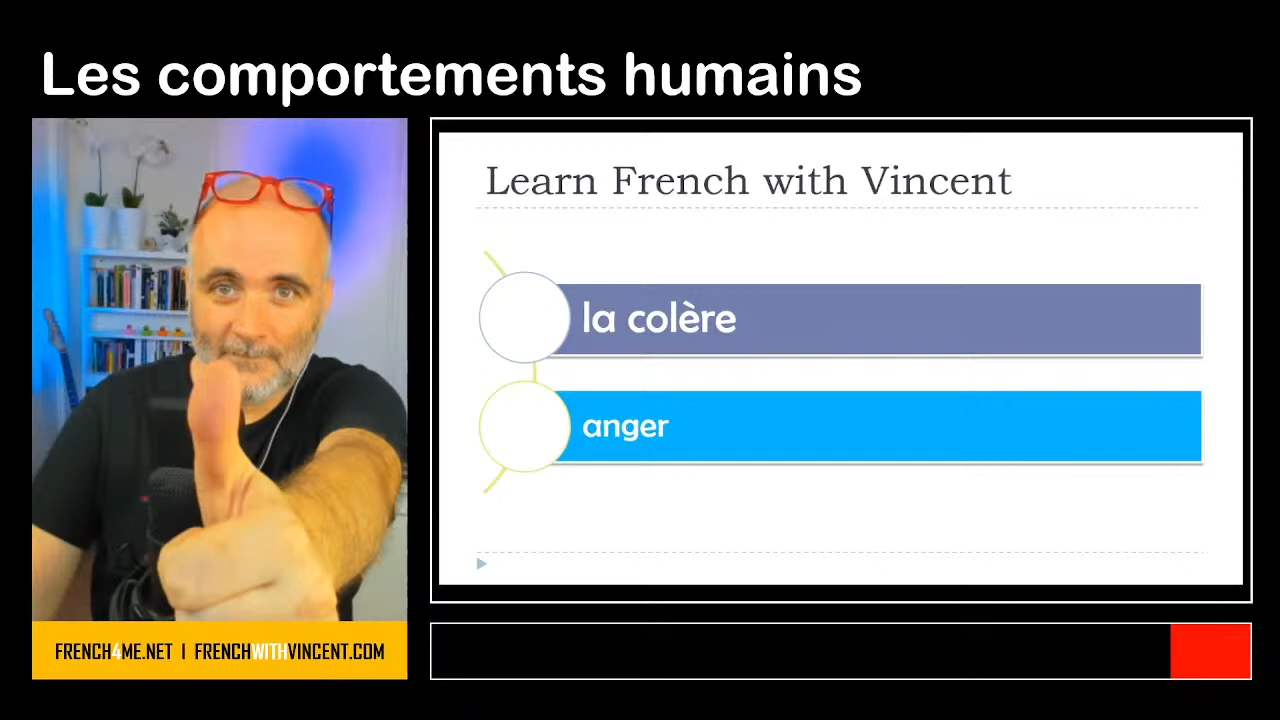 Les comportements humains
Learn French with Vincent
la colère
anger
FRENCH4ME.NET I FRENCHWITHVINCENT.COM